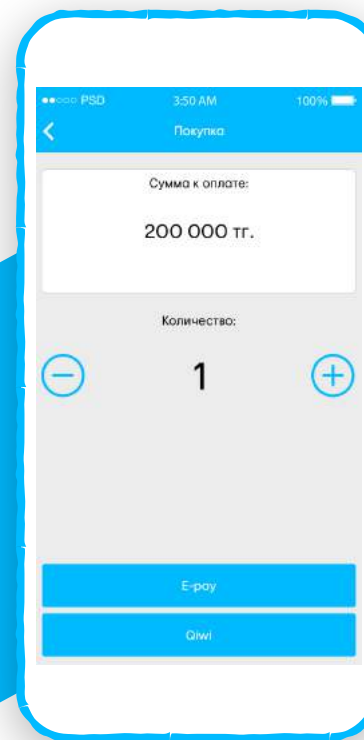 PSD 3:50 AM 100%
Покупка
Сумма к оплате:
200 000 тг.
Количество:
1
E-pay
Qiwi